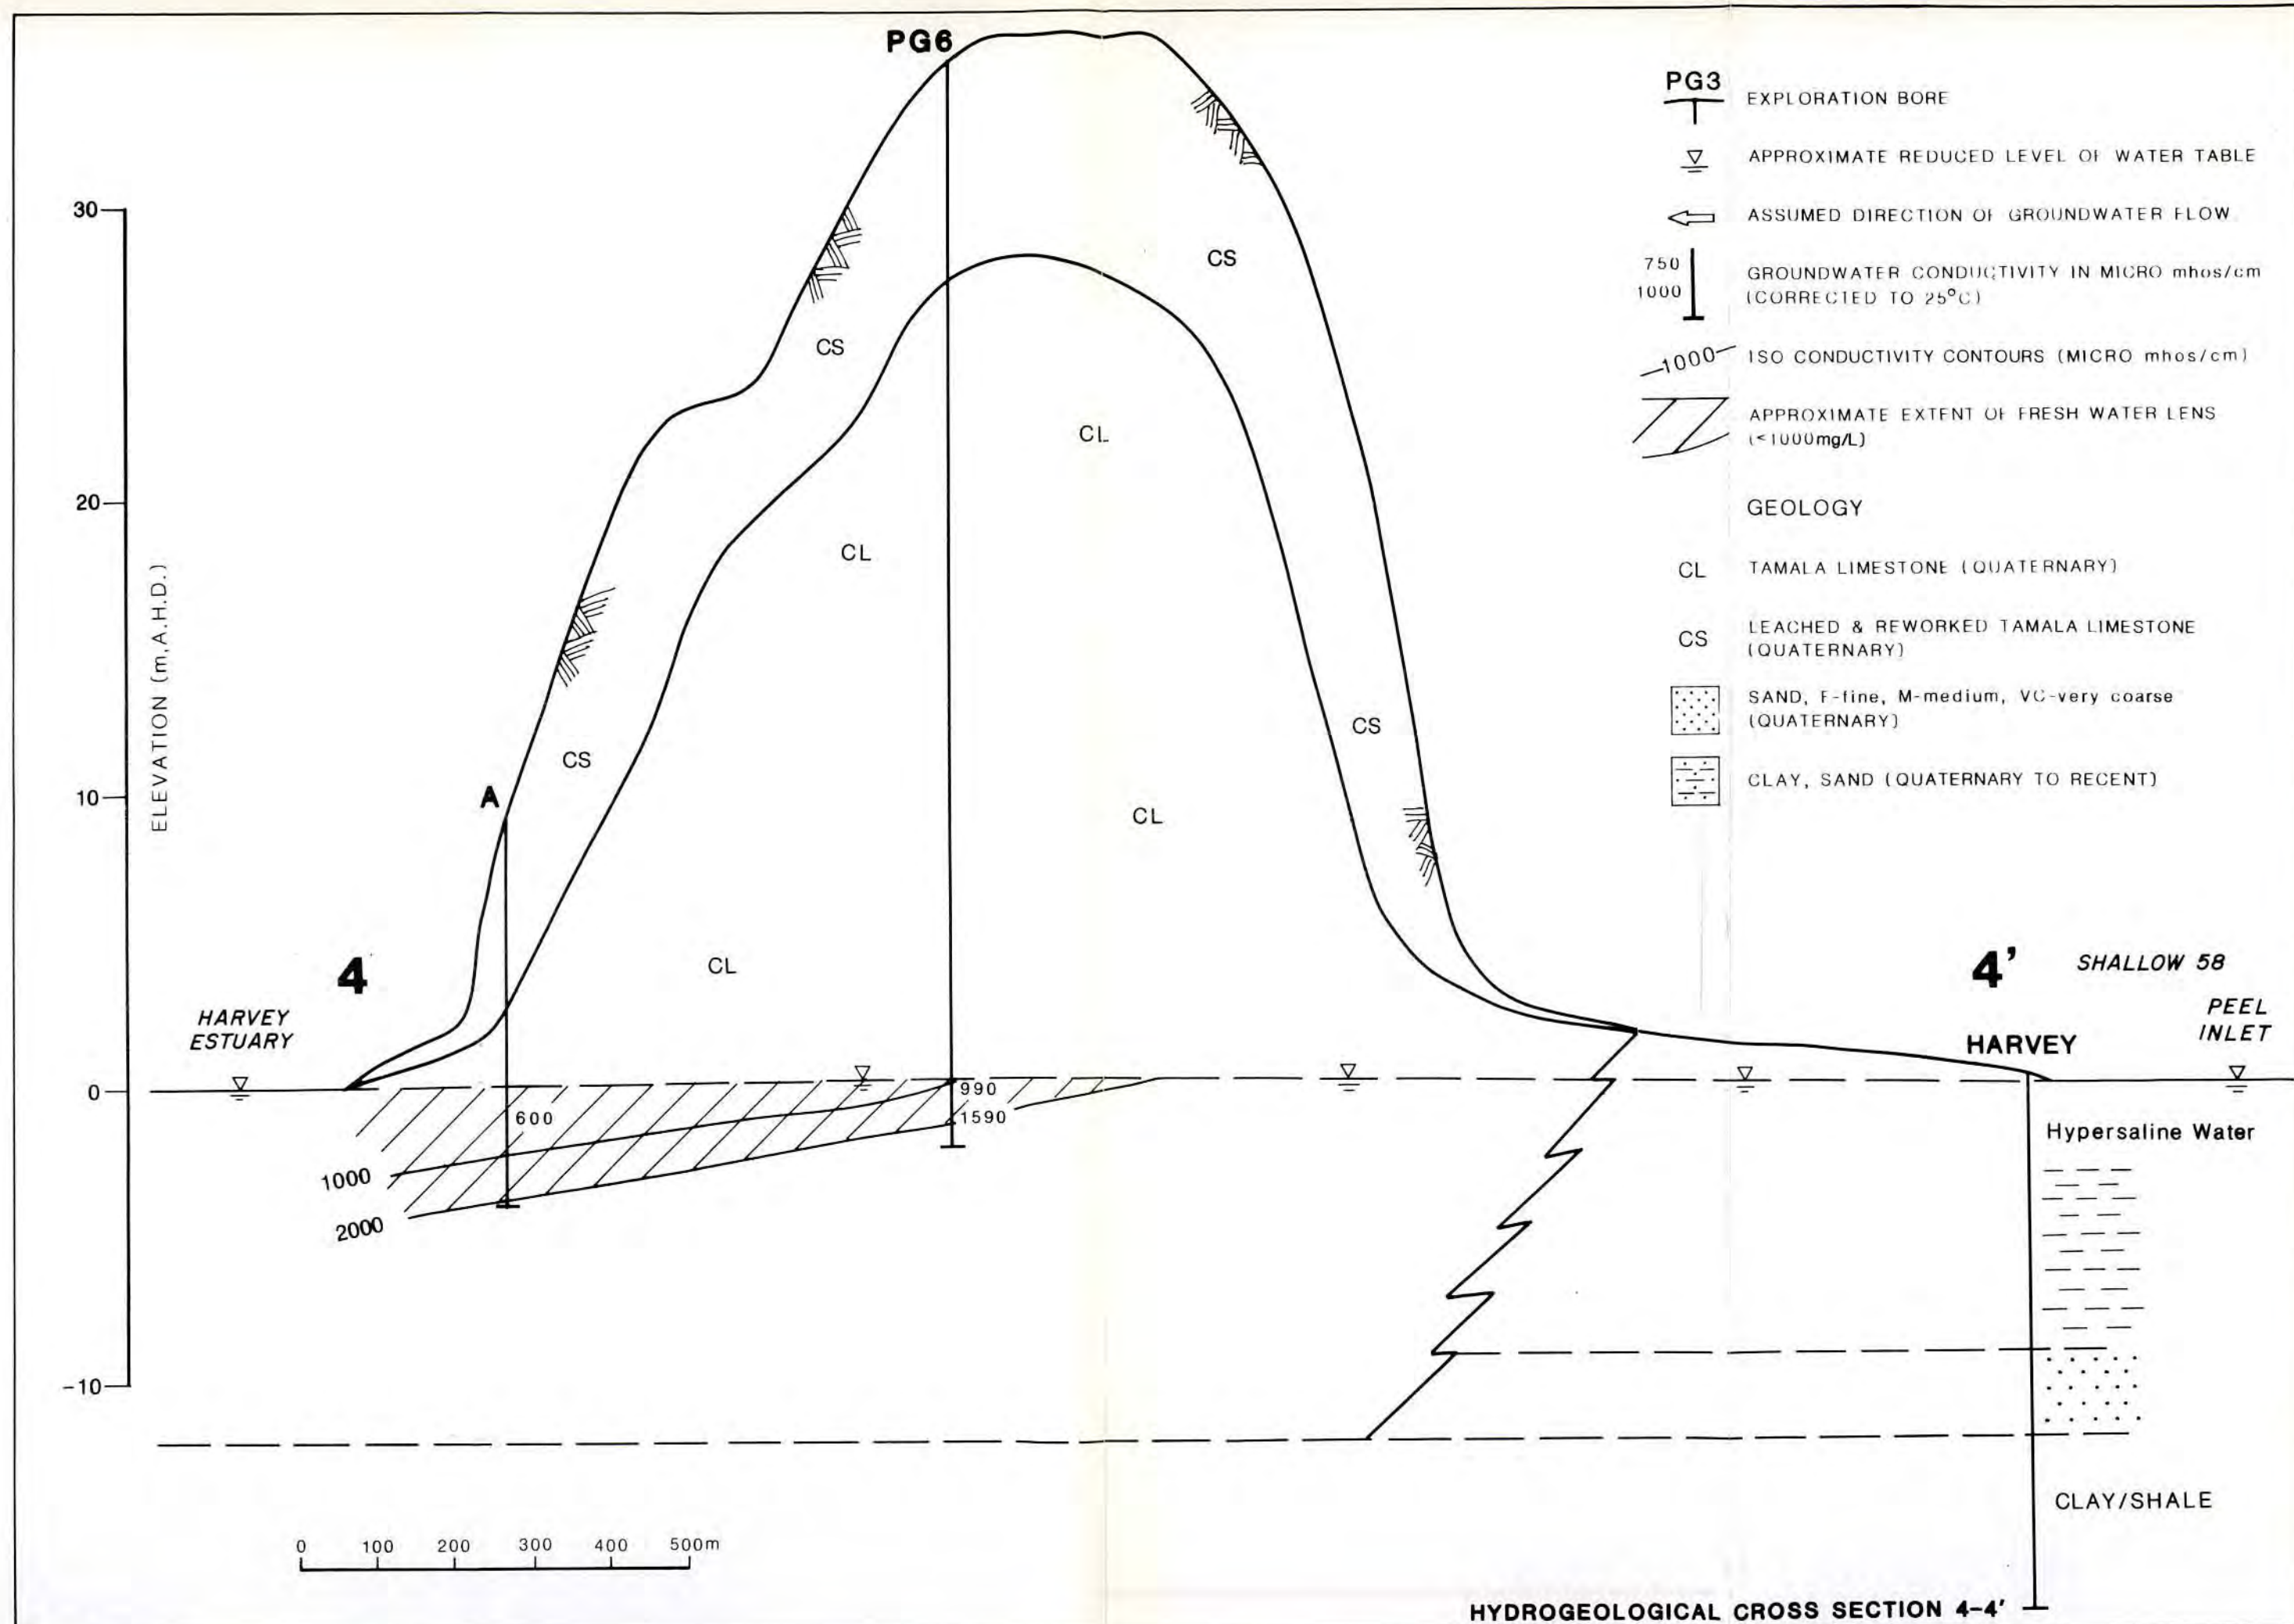 PG6
PG3
EXPLORATION BORE
APPROXIMATE REDUCED LEVEL OF WATER TABLE
ASSUMED DIRECTION OF GROUNDWATER FLOW
750
1000
GROUNDWATER CONDUCTIVITY IN MICRO mhos/cm
(CORRECTED TO 25°C)
1000
ISO CONDUCTIVITY CONTOURS (MICRO mhos/cm)
APPROXIMATE EXTENT OF FRESH WATER LENS
(<1000mg/L)
GEOLOGY
CL
TAMALA LIMESTONE (QUATERNARY)
CS
LEACHED & REWORKED TAMALA LIMESTONE
(QUATERNARY)
SAND, F-fine, M-medium, VC-very coarse
(QUATERNARY)
CLAY, SAND (QUATERNARY TO RECENT)
30
20
10
0
-10
ELEVATION (m, A.H.D.)
CS
CS
CL
CL
CS
CS
CL
CL
A
4
HARVEY
ESTUARY
4'
SHALLOW 58
PEEL
INLET
HARVEY
600
990
1590
1000
2000
Hypersaline Water
CLAY/SHALE
0 100 200 300 400 500m
HYDROGEOLOGICAL CROSS SECTION 4-4'